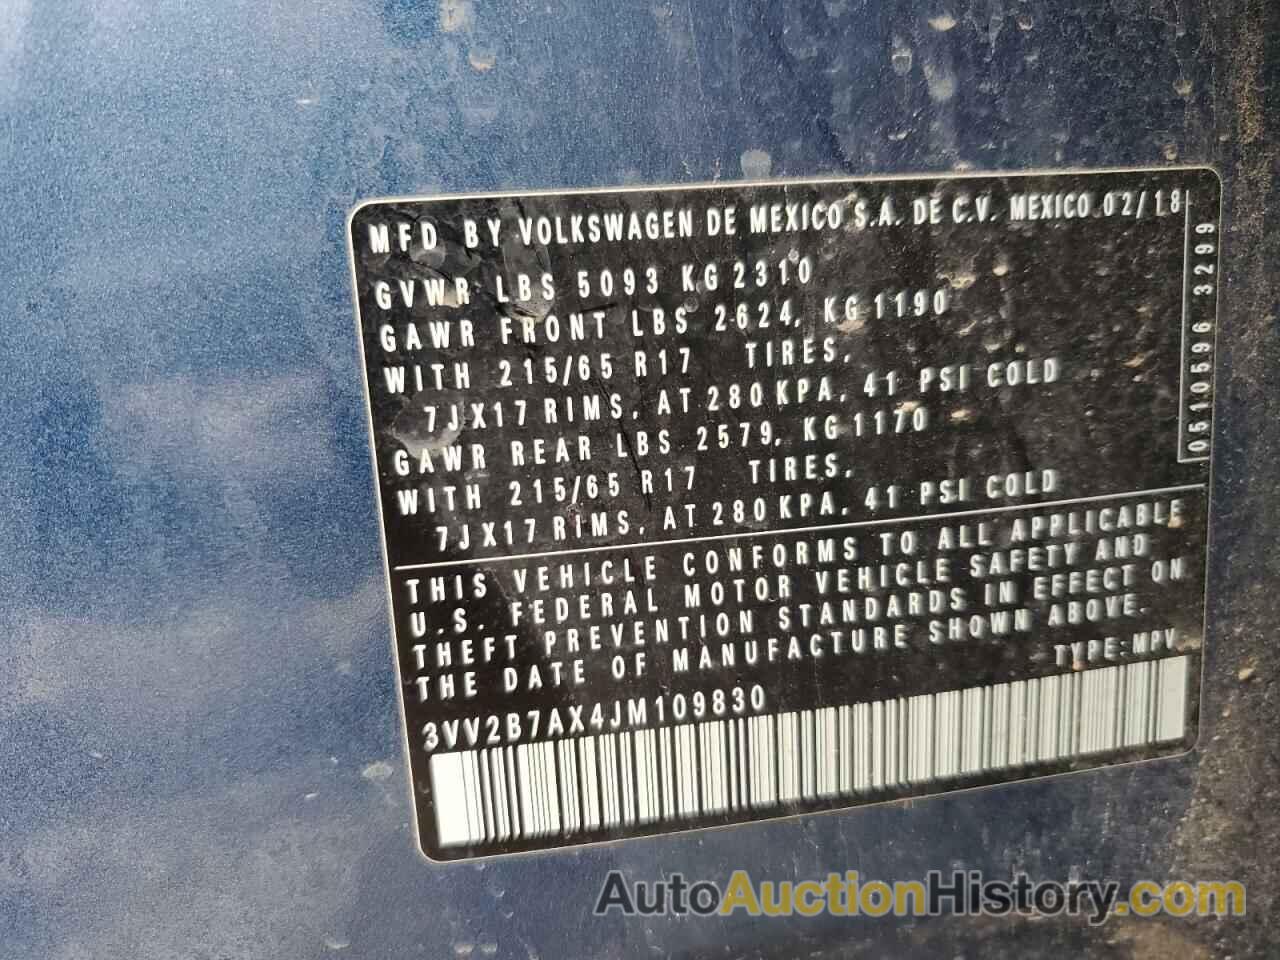 MFD BY VOLKSWAGEN DE MEXICO S.A. DE C.V. MEXICO 02/18
GVWR LBS 5093 KG 2310
GAWR FRONT LBS 2624, KG 1190
WITH 215/65 R17 TIRES,
7JX17 RIMS, AT 280 KPA, 41 PSI COLD
GAWR REAR LBS 2579, KG 1170
WITH 215/65 R17 TIRES,
7JX17 RIMS, AT 280 KPA, 41 PSI COLD
0510596 3299
THIS VEHICLE CONFORMS TO ALL APPLICABLE
U.S. FEDERAL MOTOR VEHICLE SAFETY AND
THEFT PREVENTION STANDARDS IN EFFECT ON
THE DATE OF MANUFACTURE SHOWN ABOVE.
TYPE: MPV
3VV2B7AX4JM109830
AutoAuctionHistory.com